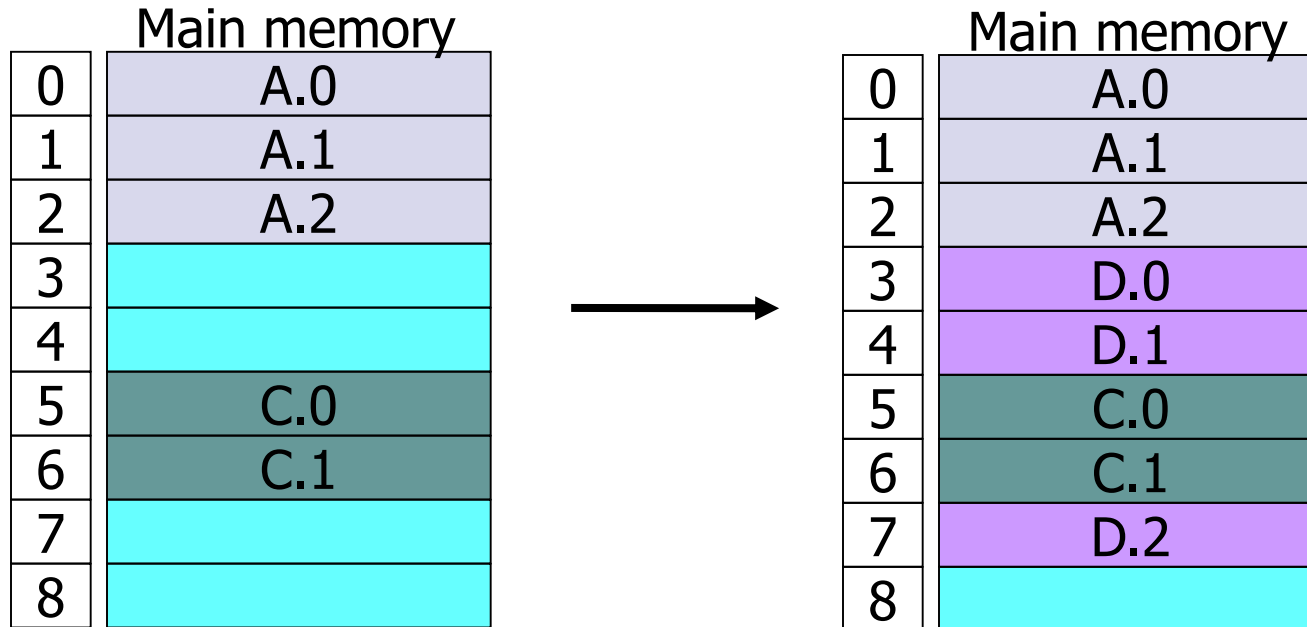 Main memory
0 A.0
1 A.1
2 A.2
3
4
5 C.0
6 C.1
7
8
Main memory
0 A.0
1 A.1
2 A.2
3 D.0
4 D.1
5 C.0
6 C.1
7 D.2
8